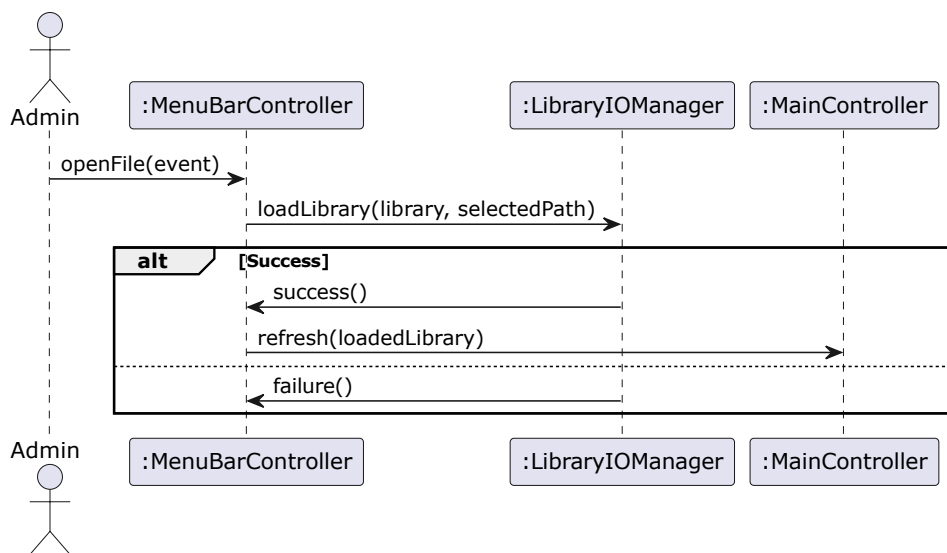 Admin
:MenuBarController
:LibraryIOManager
:MainController
openFile(event)
loadLibrary(library, selectedPath)
alt
[Success]
success()
refresh(loadedLibrary)
failure()
Admin
:MenuBarController
:LibraryIOManager
:MainController